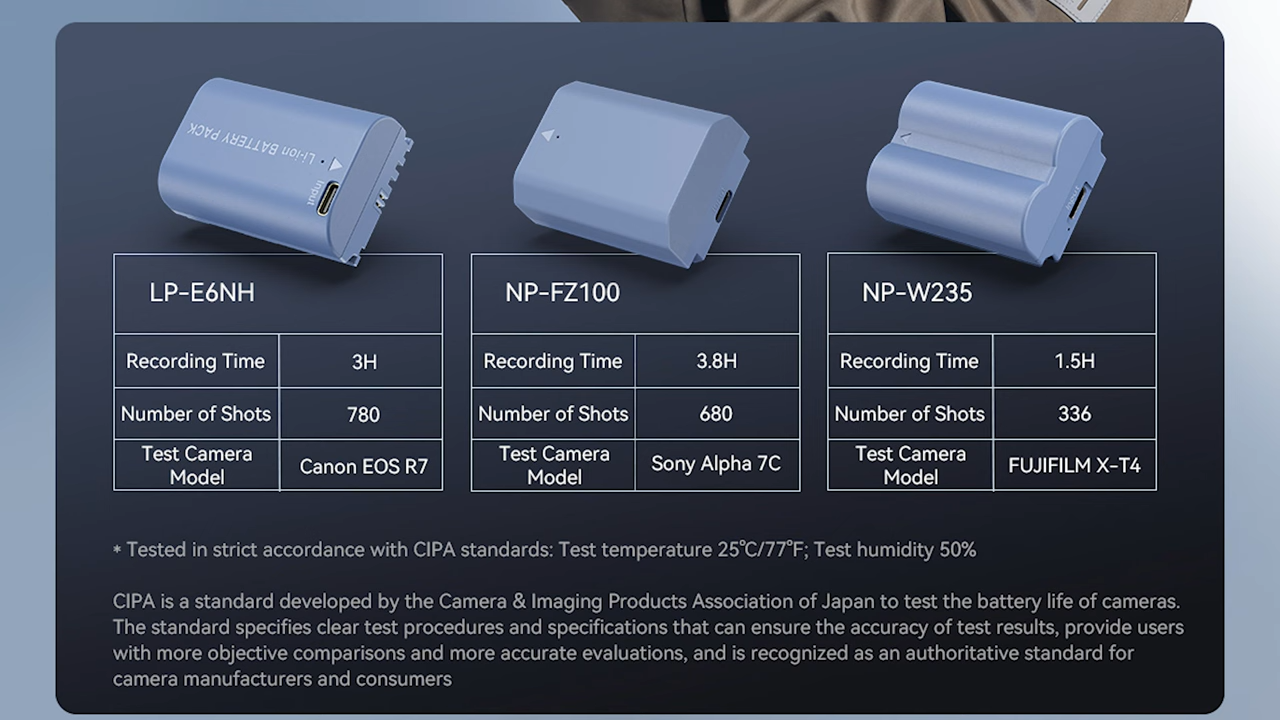 Li-ion BATTERY PACK
Input
LP-E6NH
Recording Time 3H
Number of Shots 780
Test Camera
Model
Canon EOS R7
NP-FZ100
Recording Time 3.8H
Number of Shots 680
Test Camera
Model
Sony Alpha 7C
NP-W235
Recording Time 1.5H
Number of Shots 336
Test Camera
Model
FUJIFILM X-T4
* Tested in strict accordance with CIPA standards: Test temperature 25℃/77℉; Test humidity 50%
CIPA is a standard developed by the Camera & Imaging Products Association of Japan to test the battery life of cameras.
The standard specifies clear test procedures and specifications that can ensure the accuracy of test results, provide users
with more objective comparisons and more accurate evaluations, and is recognized as an authoritative standard for
camera manufacturers and consumers